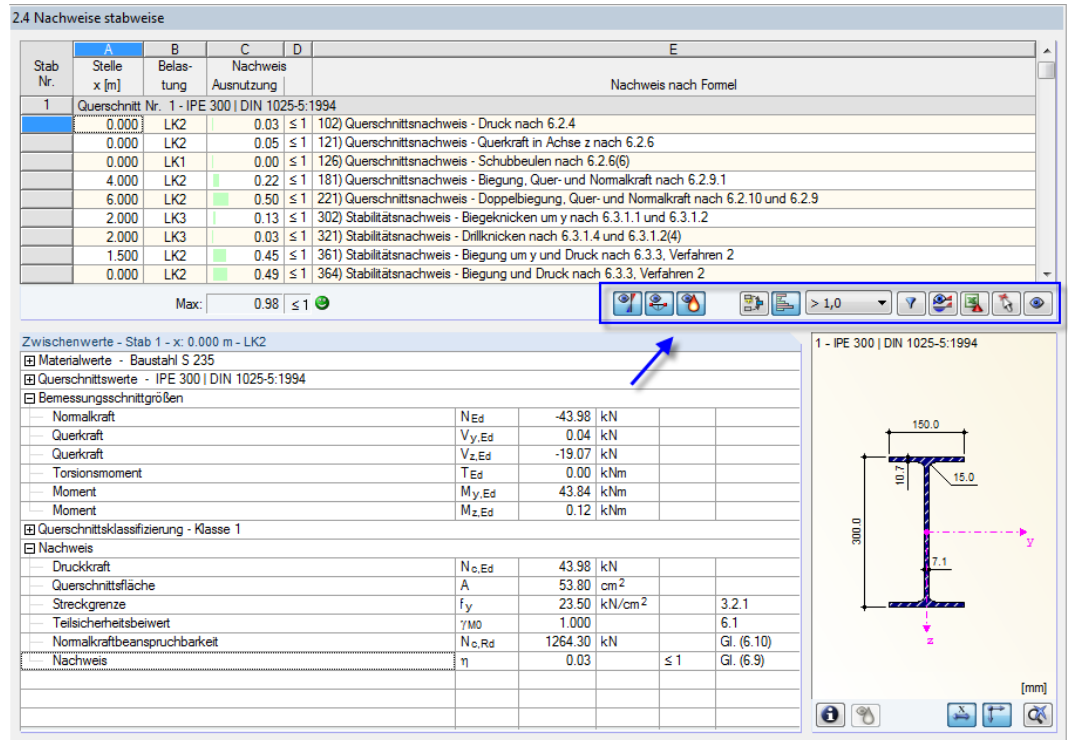 2.4 Nachweise stabweise
A B C D E
Stab Nr. Stelle x [m] Belas-tung Nachweis Ausnutzung Nachweis nach Formel
1 Querschnitt Nr. 1 - IPE 300 | DIN 1025-5:1994
0.000 LK2 0.03 ≤ 1 102) Querschnittsnachweis - Druck nach 6.2.4
0.000 LK2 0.05 ≤ 1 121) Querschnittsnachweis - Querkraft in Achse z nach 6.2.6
0.000 LK1 0.00 ≤ 1 126) Querschnittsnachweis - Schubbeulen nach 6.2.6(6)
4.000 LK2 0.22 ≤ 1 181) Querschnittsnachweis - Biegung, Quer- und Normalkraft nach 6.2.9.1
6.000 LK2 0.50 ≤ 1 221) Querschnittsnachweis - Doppelbiegung, Quer- und Normalkraft nach 6.2.10 und 6.2.9
2.000 LK3 0.13 ≤ 1 302) Stabilitätsnachweis - Biegeknicken um y nach 6.3.1.1 und 6.3.1.2
2.000 LK3 0.03 ≤ 1 321) Stabilitätsnachweis - Drillknicken nach 6.3.1.4 und 6.3.1.2(4)
1.500 LK2 0.45 ≤ 1 361) Stabilitätsnachweis - Biegung um y und Druck nach 6.3.3, Verfahren 2
0.000 LK2 0.49 ≤ 1 364) Stabilitätsnachweis - Biegung und Druck nach 6.3.3, Verfahren 2
Max: 0.98 ≤ 1 > 1,0
Zwischenwerte - Stab 1 - x: 0.000 m - LK2
Materialwerte - Baustahl S 235
Querschnittswerte - IPE 300 | DIN 1025-5:1994
Bemessungsschnittgrößen
Normalkraft NEd -43.98 kN
Querkraft Vy,Ed 0.04 kN
Querkraft Vz,Ed -19.07 kN
Torsionsmoment TEd 0.00 kNm
Moment My,Ed 43.84 kNm
Moment Mz,Ed 0.12 kNm
Querschnittsklassifizierung - Klasse 1
Nachweis
Druckkraft Nc,Ed 43.98 kN
Querschnittsfläche A 53.80 cm2
Streckgrenze fy 23.50 kN/cm2 3.2.1
Teilsicherheitsbeiwert γM0 1.000 6.1
Normalkraftbeanspruchbarkeit Nc,Rd 1264.30 kN Gl. (6.10)
Nachweis η 0.03 ≤ 1 Gl. (6.9)
1 - IPE 300 | DIN 1025-5:1994
150.0
10.7
15.0
300.0
y
7.1
z
[mm]